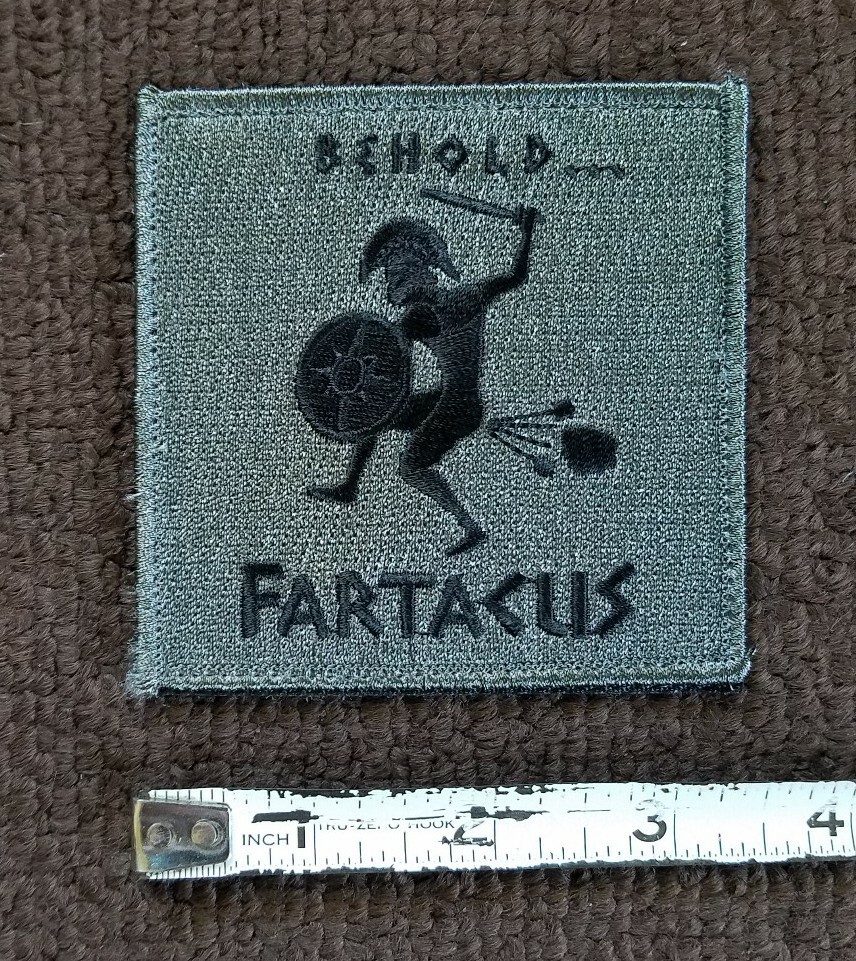 BEHOLD...
FARTACUS
INCH 1 TRU-ZERO HOOK 2 3 4